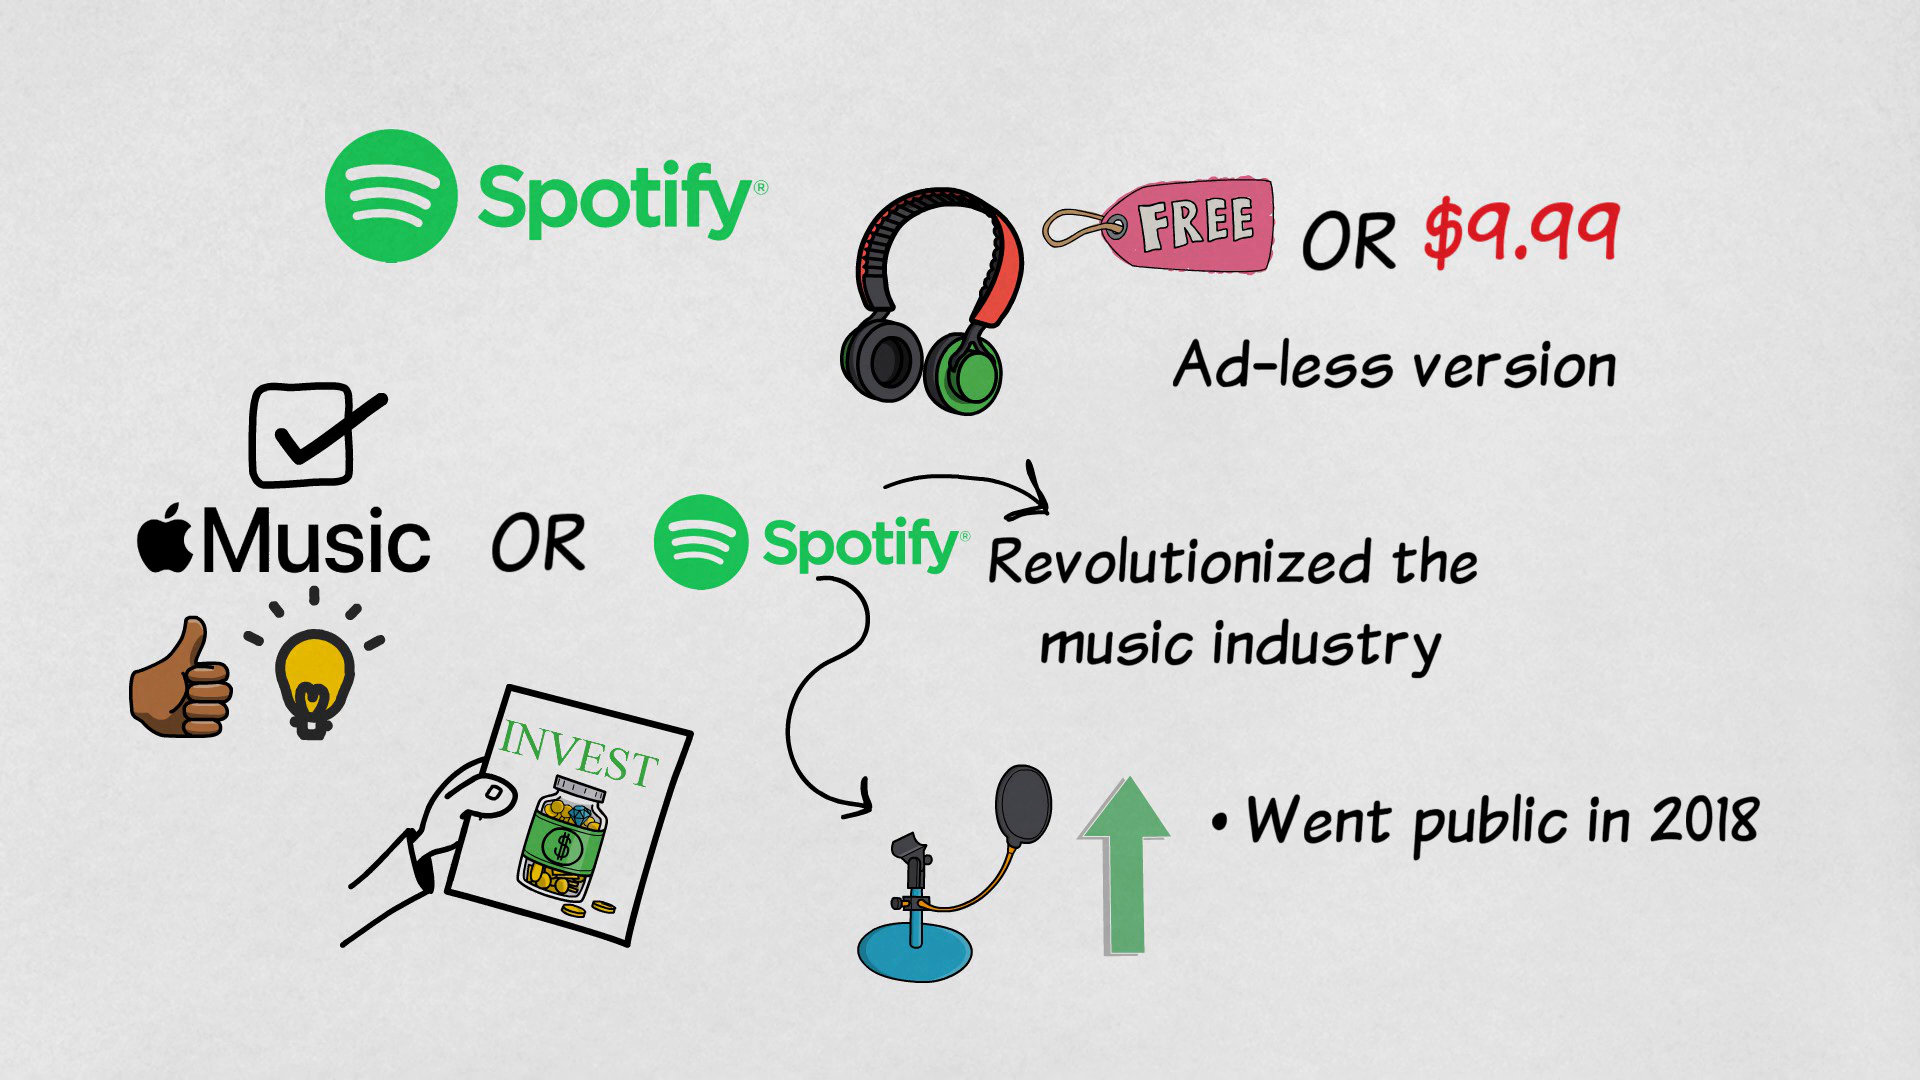 Spotify®
FREE OR $9.99
Ad-less version
Music OR Spotify®
Revolutionized the
music industry
INVEST
$
• Went public in 2018